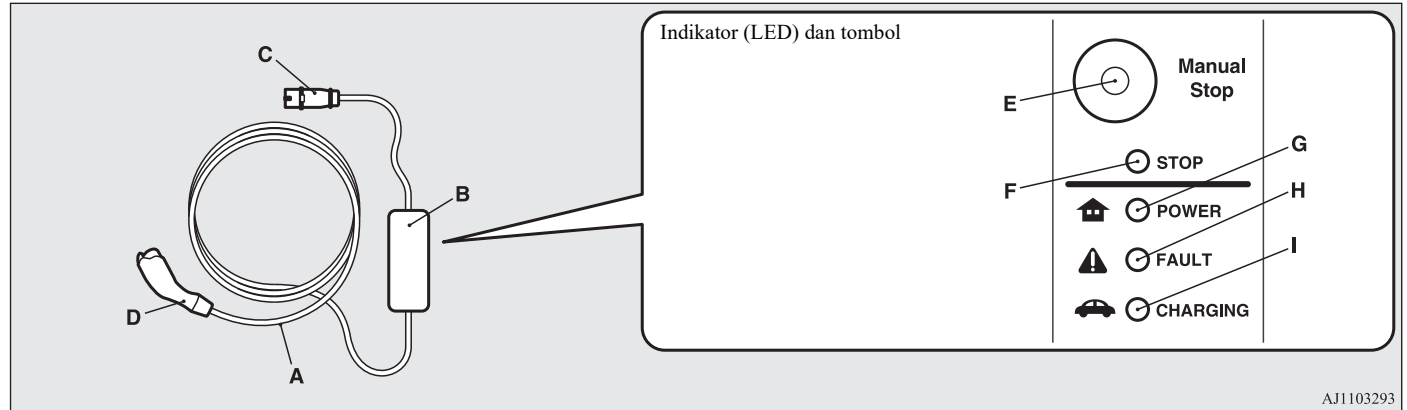 Indikator (LED) dan tombol
C
E
Manual
Stop
F
STOP
G
B
POWER
H
FAULT
I
D
CHARGING
A
AJ1103293